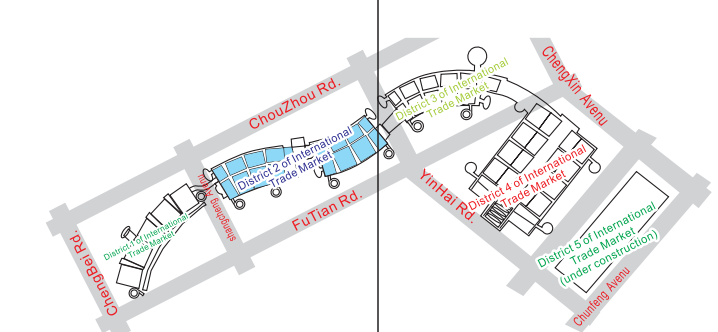 ChouZhou Rd.
ChengXin Avenu
District 3 of International
Trade Market
District 2 of International
Trade Market
District 4 of International
Trade Market
YinHai Rd.
FuTian Rd.
District 1 of International
Trade Market
ChengBei Rd.
District 5 of International
Trade Market
(under construction)
Chunfeng Avenu